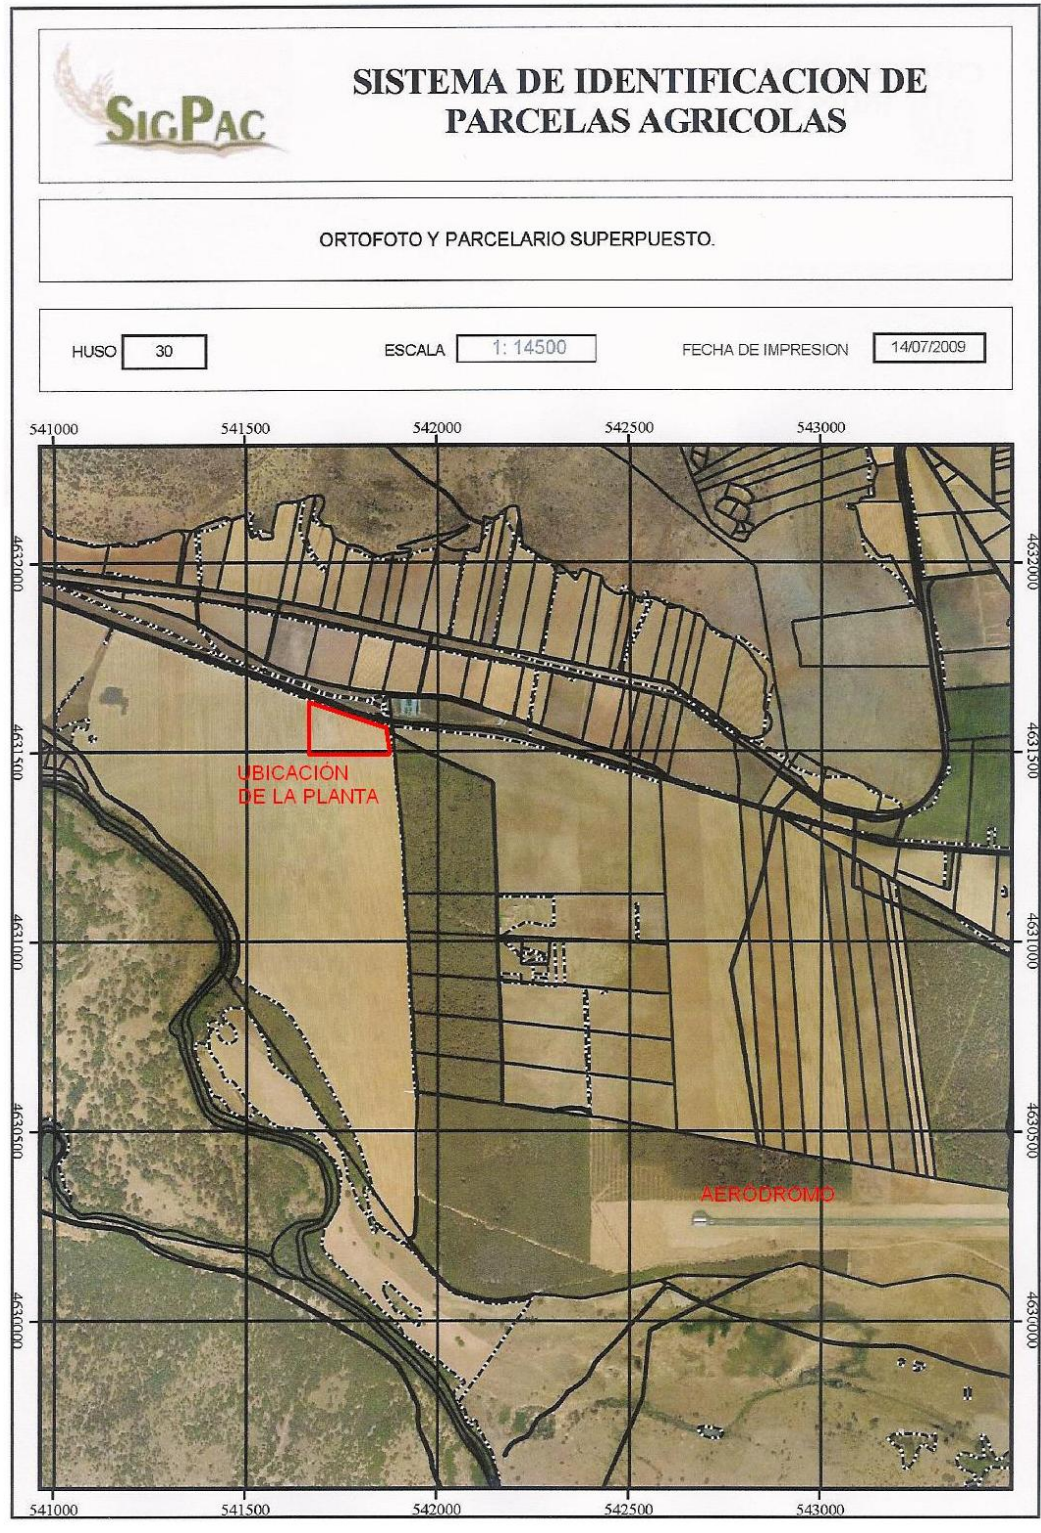 SIGPAC
SISTEMA DE IDENTIFICACION DE
PARCELAS AGRICOLAS
ORTOFOTO Y PARCELARIO SUPERPUESTO.
HUSO 30
ESCALA 1: 14500
FECHA DE IMPRESION 14/07/2009
541000 541500 542000 542500 543000
4632000 4632000
4631500 4631500
UBICACIÓN
DE LA PLANTA
4631000 4631000
4630500 4630500
AERÓDROMO
4630000 4630000
541000 541500 542000 542500 543000